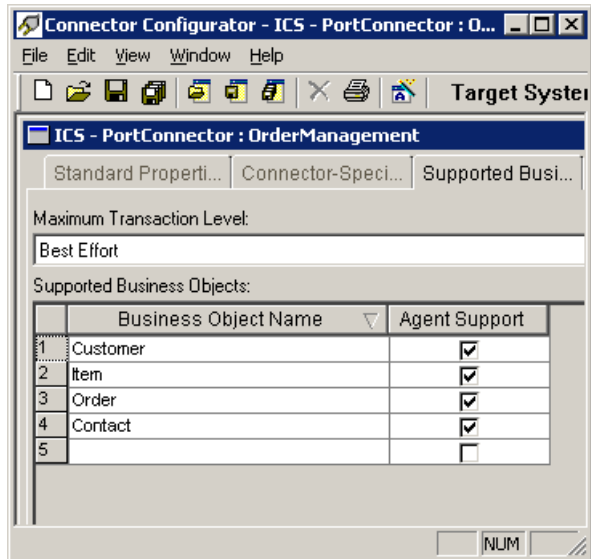 Connector Configurator - ICS - PortConnector : O...
File Edit View Window Help
Target System
ICS - PortConnector : OrderManagement
Standard Properti... Connector-Speci... Supported Busi...
Maximum Transaction Level:
Best Effort
Supported Business Objects:
Business Object Name Agent Support
1 Customer
2 Item
3 Order
4 Contact
5
NUM